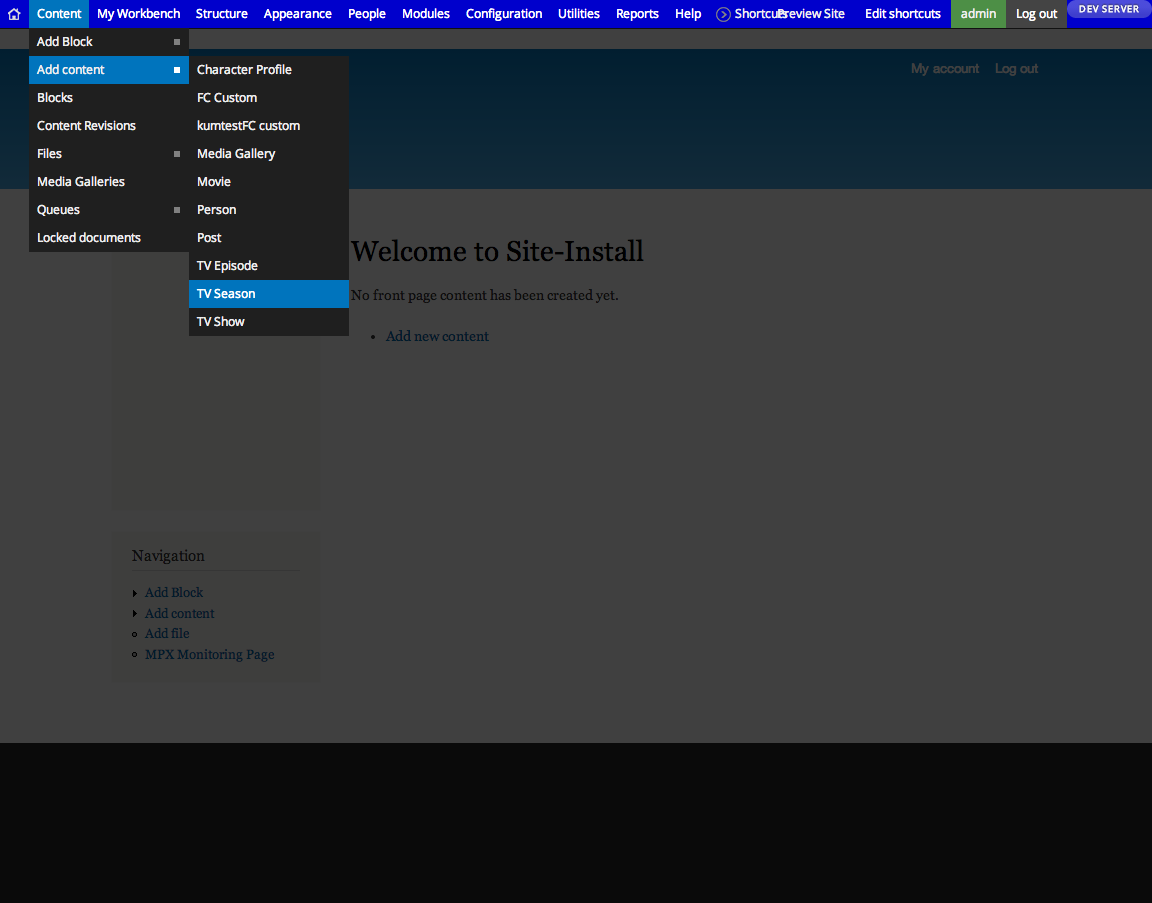 Content My Workbench Structure Appearance People Modules Configuration Utilities Reports Help Shortcuts Preview Site Edit shortcuts admin Log out DEV SERVER
Add Block
Add content
Blocks
Content Revisions
Files
Media Galleries
Queues
Locked documents
Character Profile
FC Custom
kumtestFC custom
Media Gallery
Movie
Person
Post
TV Episode
TV Season
TV Show
My account Log out
Welcome to Site-Install
No front page content has been created yet.
Add new content
Navigation
Add Block
Add content
Add file
MPX Monitoring Page